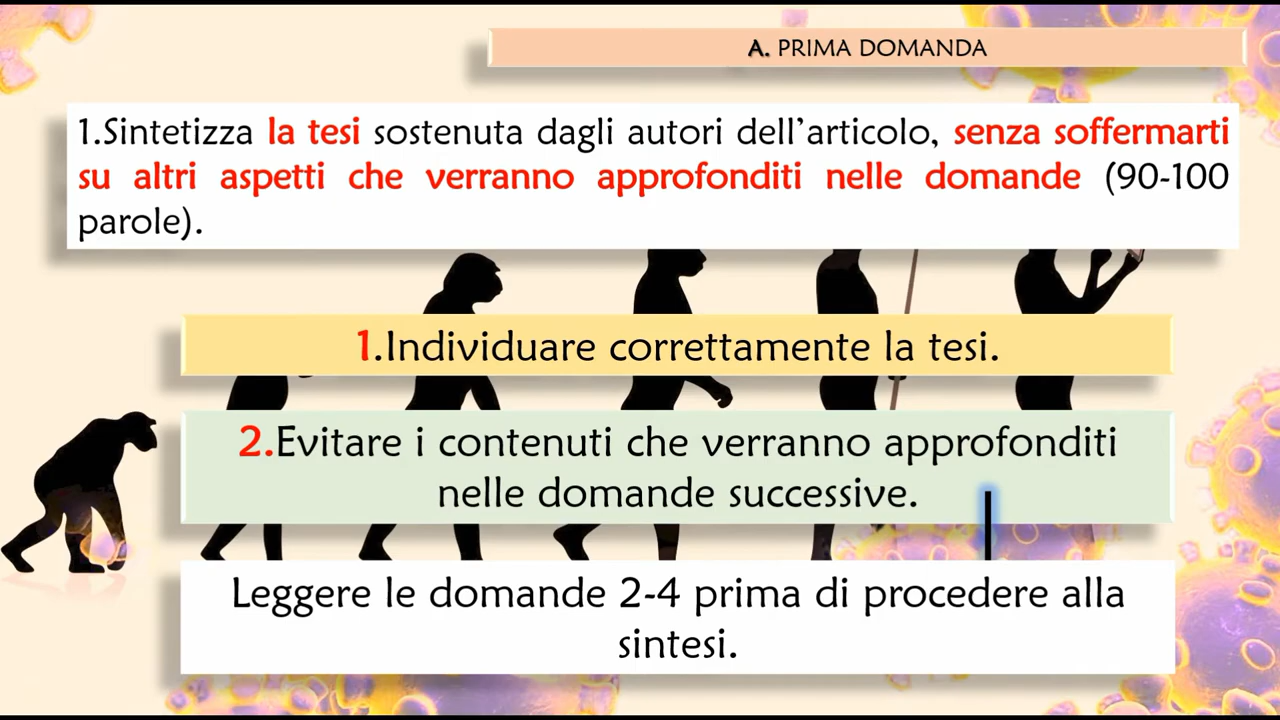 A. PRIMA DOMANDA
1.Sintetizza la tesi sostenuta dagli autori dell’articolo, senza soffermarti
su altri aspetti che verranno approfonditi nelle domande (90-100
parole).
1.Individuare correttamente la tesi.
2.Evitare i contenuti che verranno approfonditi
nelle domande successive.
Leggere le domande 2-4 prima di procedere alla
sintesi.